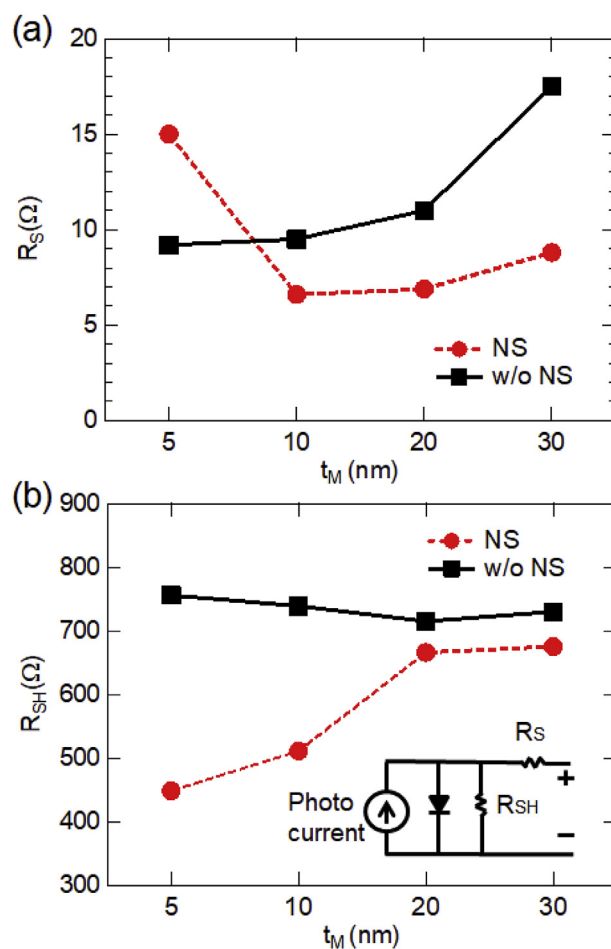 (a)
20
15
10
5
0
R_S(Ω)
NS
w/o NS
5 10 20 30
t_M (nm)
(b)
900
800
700
600
500
400
300
R_SH(Ω)
NS
w/o NS
R_S
+
Photo
current
R_SH
−
5 10 20 30
t_M (nm)